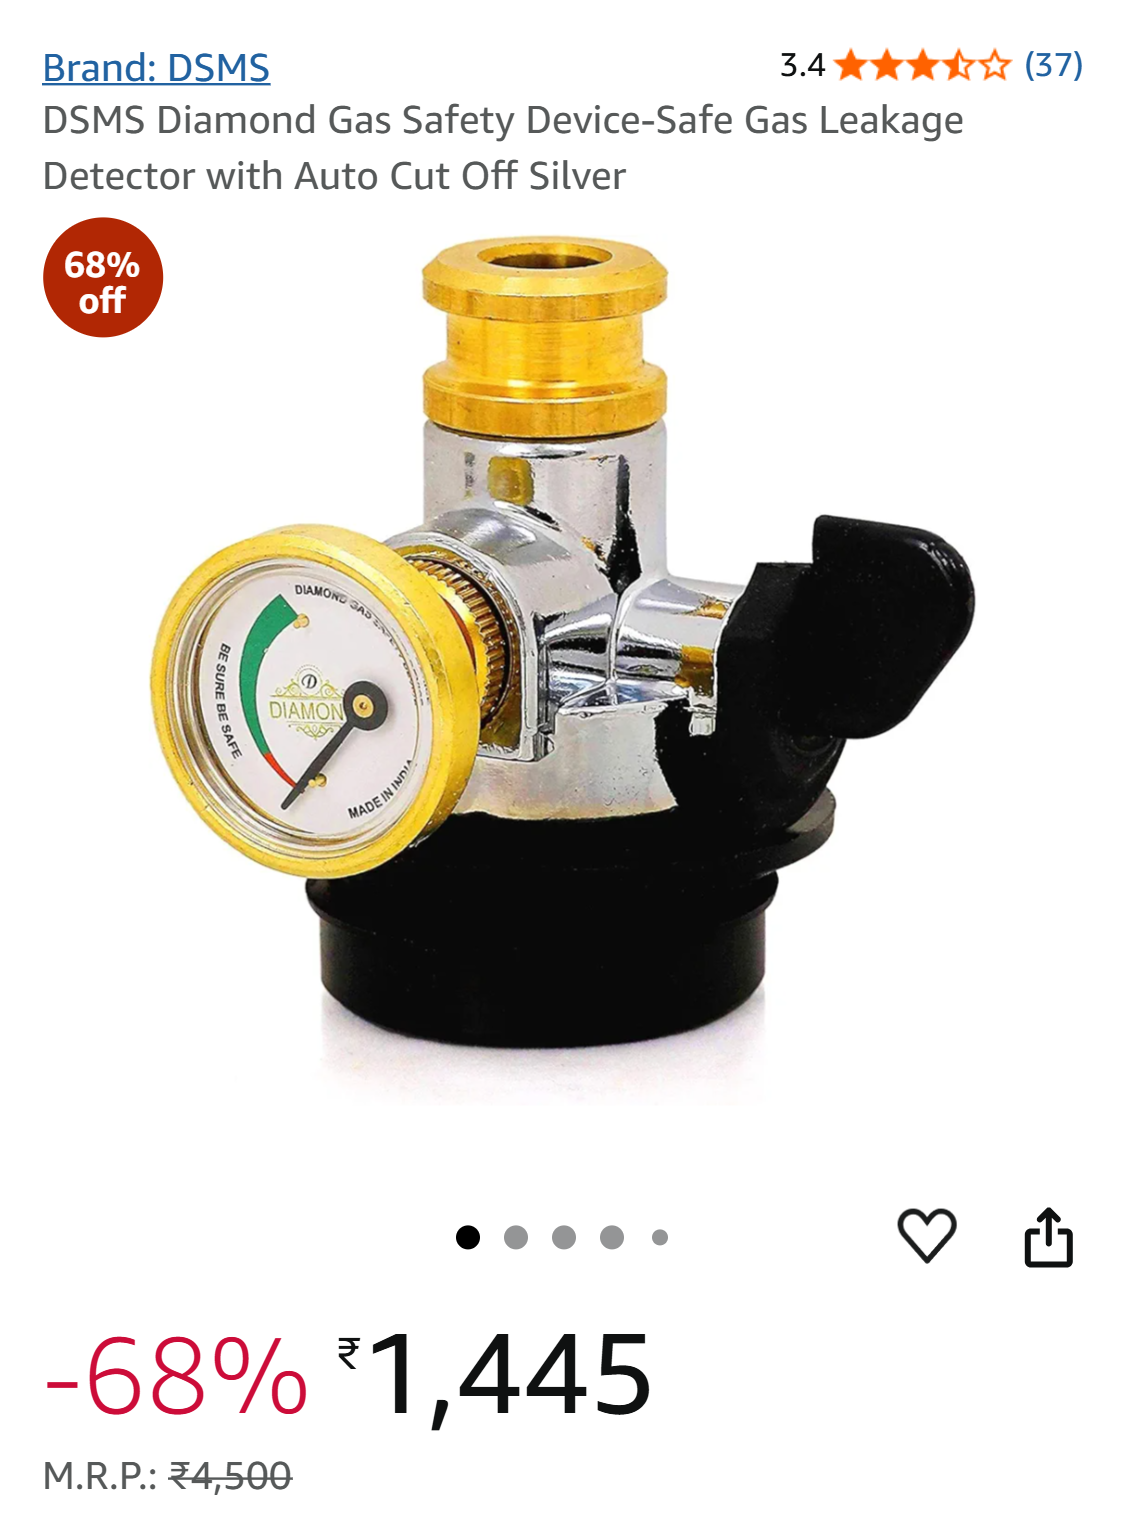 Brand: DSMS
3.4 (37)
DSMS Diamond Gas Safety Device-Safe Gas Leakage
Detector with Auto Cut Off Silver
68%
off
DIAMOND GAS
BE SURE BE SAFE
D
DIAMON
MADE IN INDIA
-68% ₹1,445
M.R.P.: ₹4,500